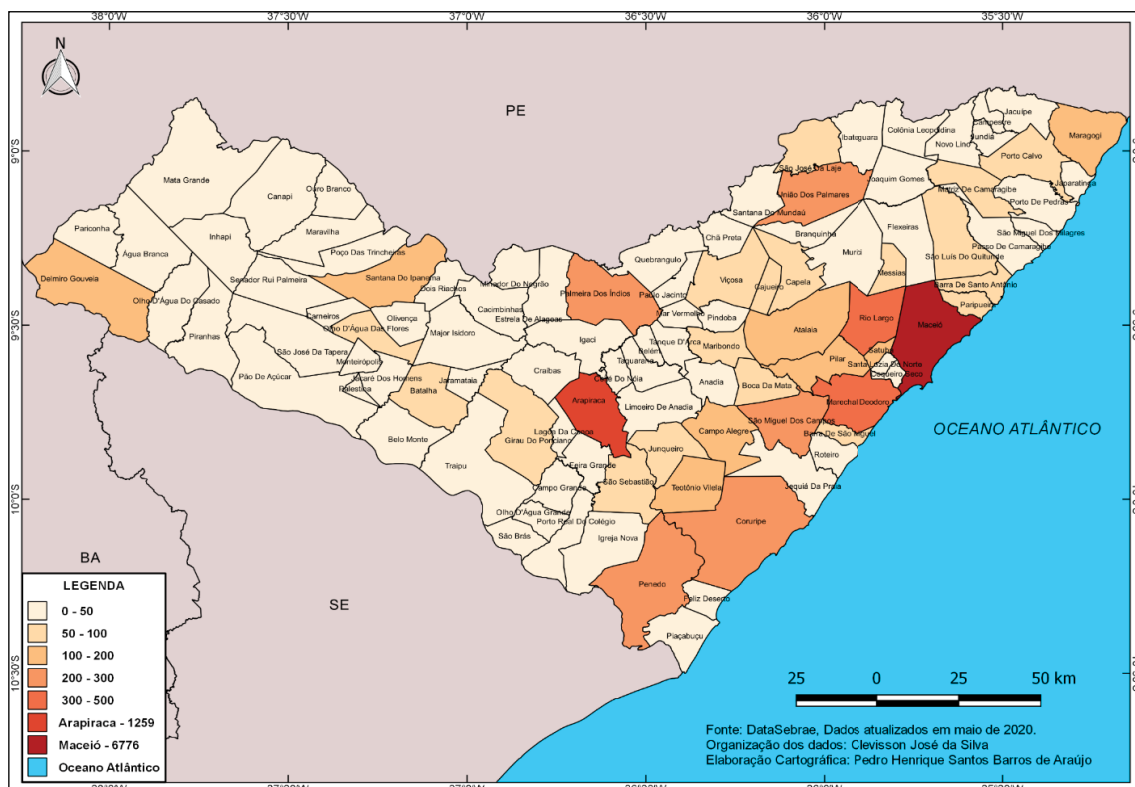 38°0'W 37°30'W 37°0'W 36°30'W 36°0'W 35°30'W
N
PE
Jacuipe
Campestre
Ibateguara
Colônia Leopoldina
Novo Lino
Jundia
Maragogi
9°0'S
Porto Calvo
São José Da Laje
Mata Grande
Joaquim Gomes
Japaratinga
Ouro Branco
Canapi
União Dos Palmares
Matriz De Camaragibe
Porto De Pedras
Santana Do Mundaú
Pariconha
Maravilha
Inhapi
Chã Preta
Branquinha
Flexeiras
São Miguel Dos Milagres
Água Branca
Poço Das Trincheiras
Murici
Passo De Camaragibe
Quebrangulo
São Luís Do Quitunde
Delmiro Gouveia
Senador Rui Palmeira
Santana Do Ipanema
Dois Riachos
Minador Do Negrão
Viçosa
Cajueiro
Capela
Messias
Barra De Santo Antônio
Olho D'Água Do Casado
Palmeira Dos Índios
Paulo Jacinto
Paripueira
Cacimbinhas
Estrela De Alagoas
Mar Vermelho
Pindoba
Rio Largo
Maceió
9°30'S
Carneiros
Olivença
Olho D'Água Das Flores
Major Isidoro
Atalaia
Piranhas
Igaci
Tanque D'Arca
Belém
Maribondo
Satuba
São José Da Tapera
Monteirópolis
Taquarana
Pilar
Santa Luzia Do Norte
Coqueiro Seco
Pão De Açúcar
Jacaré Dos Homens
Palestina
Jaramataia
Craíbas
Coité Do Nóia
Anadia
Boca Da Mata
Batalha
Arapiraca
Limoeiro De Anadia
Marechal Deodoro
São Miguel Dos Campos
OCEANO ATLÂNTICO
Belo Monte
Lagoa Da Canoa
Girau Do Ponciano
Campo Alegre
Barra De São Miguel
Junqueiro
Roteiro
Traipu
Feira Grande
São Sebastião
Teotônio Vilela
Jequiá Da Praia
Campo Grande
10°0'S
Olho D'Água Grande
Porto Real Do Colégio
Coruripe
São Brás
Igreja Nova
BA
SE
Penedo
Feliz Deserto
Piaçabuçu
10°30'S
LEGENDA
0 - 50
50 - 100
100 - 200
200 - 300
300 - 500
Arapiraca - 1259
Maceió - 6776
Oceano Atlântico
25 0 25 50 km
Fonte: DataSebrae, Dados atualizados em maio de 2020.
Organização dos dados: Clevisson José da Silva
Elaboração Cartográfica: Pedro Henrique Santos Barros de Araújo